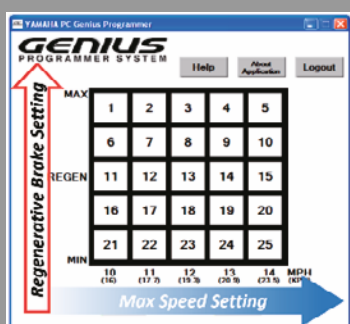 YAMAHA PC Genius Programmer
GENIUS
PROGRAMMER SYSTEM
Help
About Application
Logout
Regenerative Brake Setting
MAX
1 2 3 4 5
6 7 8 9 10
REGEN 11 12 13 14 15
16 17 18 19 20
21 22 23 24 25
MIN
10 11 12 13 14 MPH
(16) (17.7) (19.3) (20.9) (23.5)
Max Speed Setting